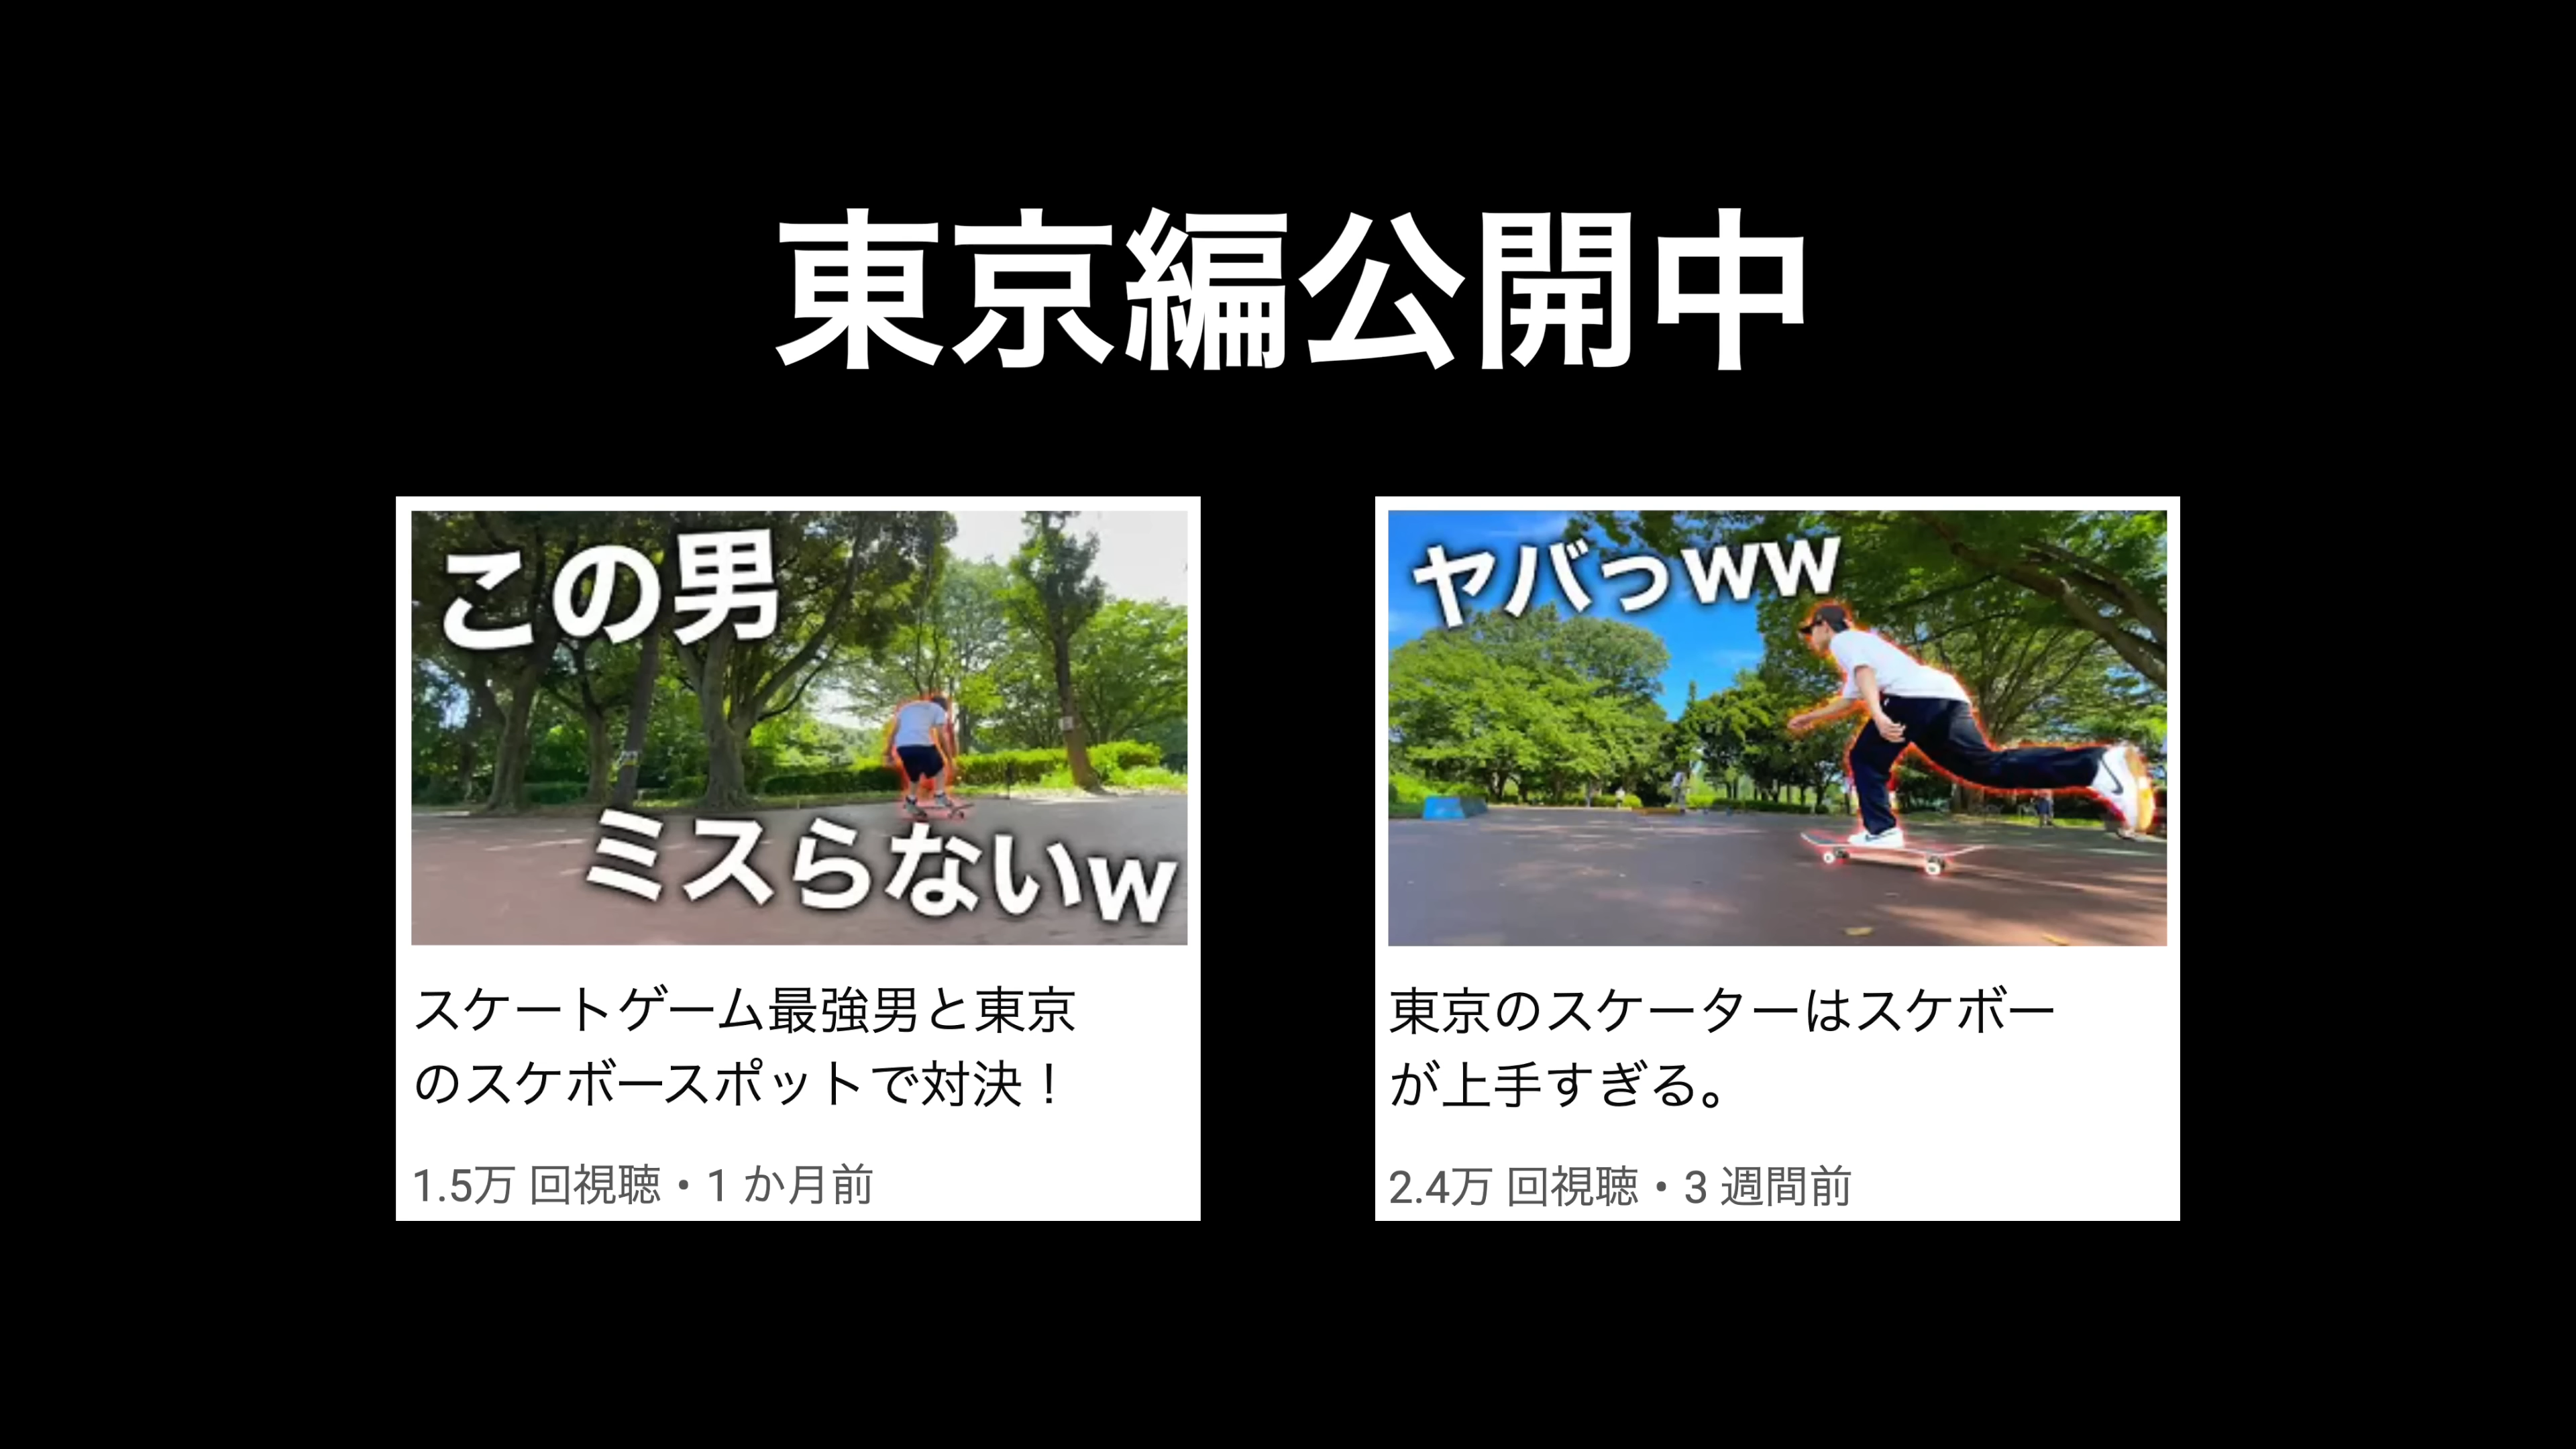 東京編公開中
この男
ミスらないw
スケートゲーム最強男と東京
のスケボースポットで対決！
1.5万 回視聴・1 か月前
ヤバっww
東京のスケーターはスケボー
が上手すぎる。
2.4万 回視聴・3 週間前